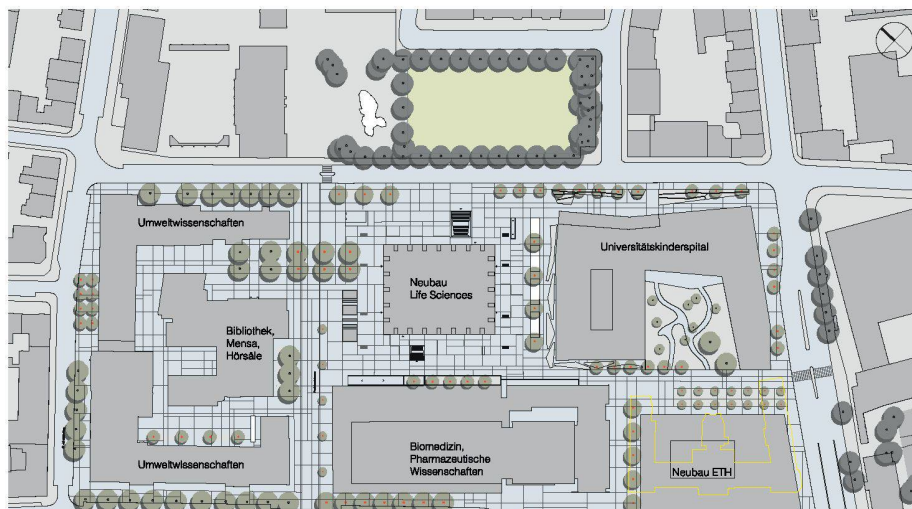 Umweltwissenschaften
Universitätskinderspital
Neubau
Life Sciences
Bibliothek,
Mensa,
Hörsäle
Biomedizin,
Pharmazeutische
Wissenschaften
Umweltwissenschaften
Neubau ETH